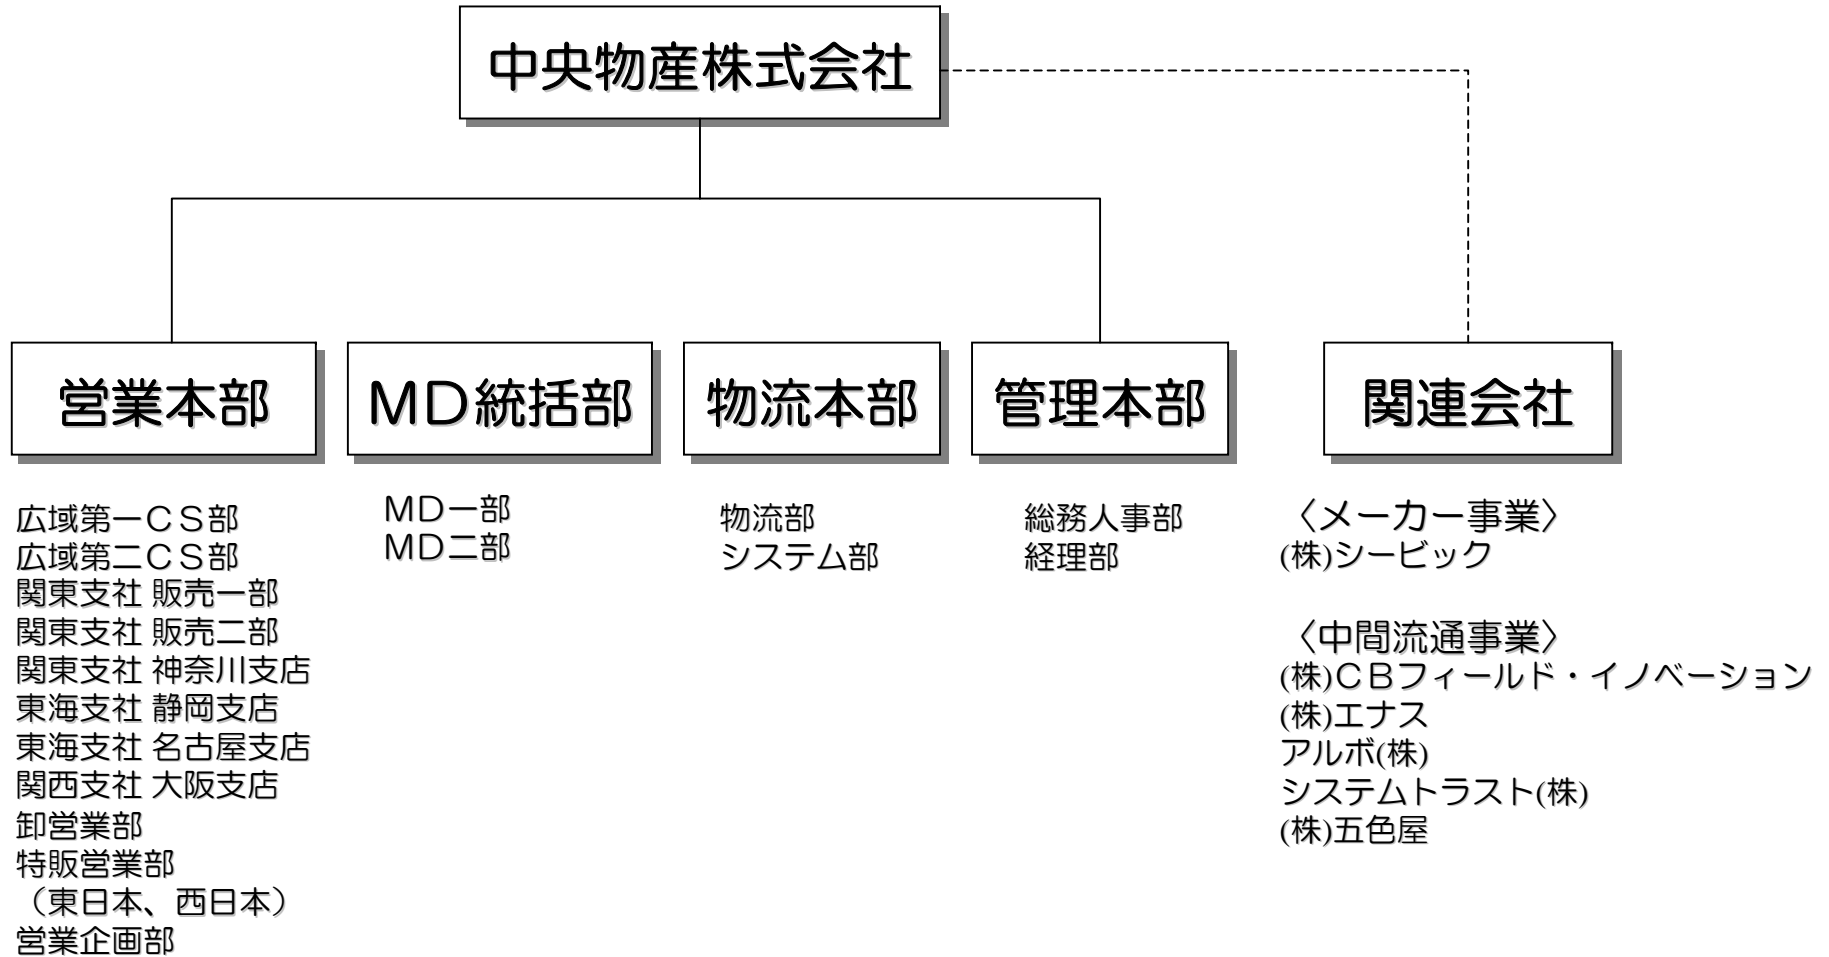 中央物産株式会社
営業本部
広域第一ＣＳ部
広域第二ＣＳ部
関東支社 販売一部
関東支社 販売二部
関東支社 神奈川支店
東海支社 静岡支店
東海支社 名古屋支店
関西支社 大阪支店
卸営業部
特販営業部
（東日本、西日本）
営業企画部
ＭＤ統括部
ＭＤ一部
ＭＤ二部
物流本部
物流部
システム部
管理本部
総務人事部
経理部
関連会社
〈メーカー事業〉
(株)シービック
〈中間流通事業〉
(株)ＣＢフィールド・イノベーション
(株)エナス
アルボ(株)
システムトラスト(株)
(株)五色屋